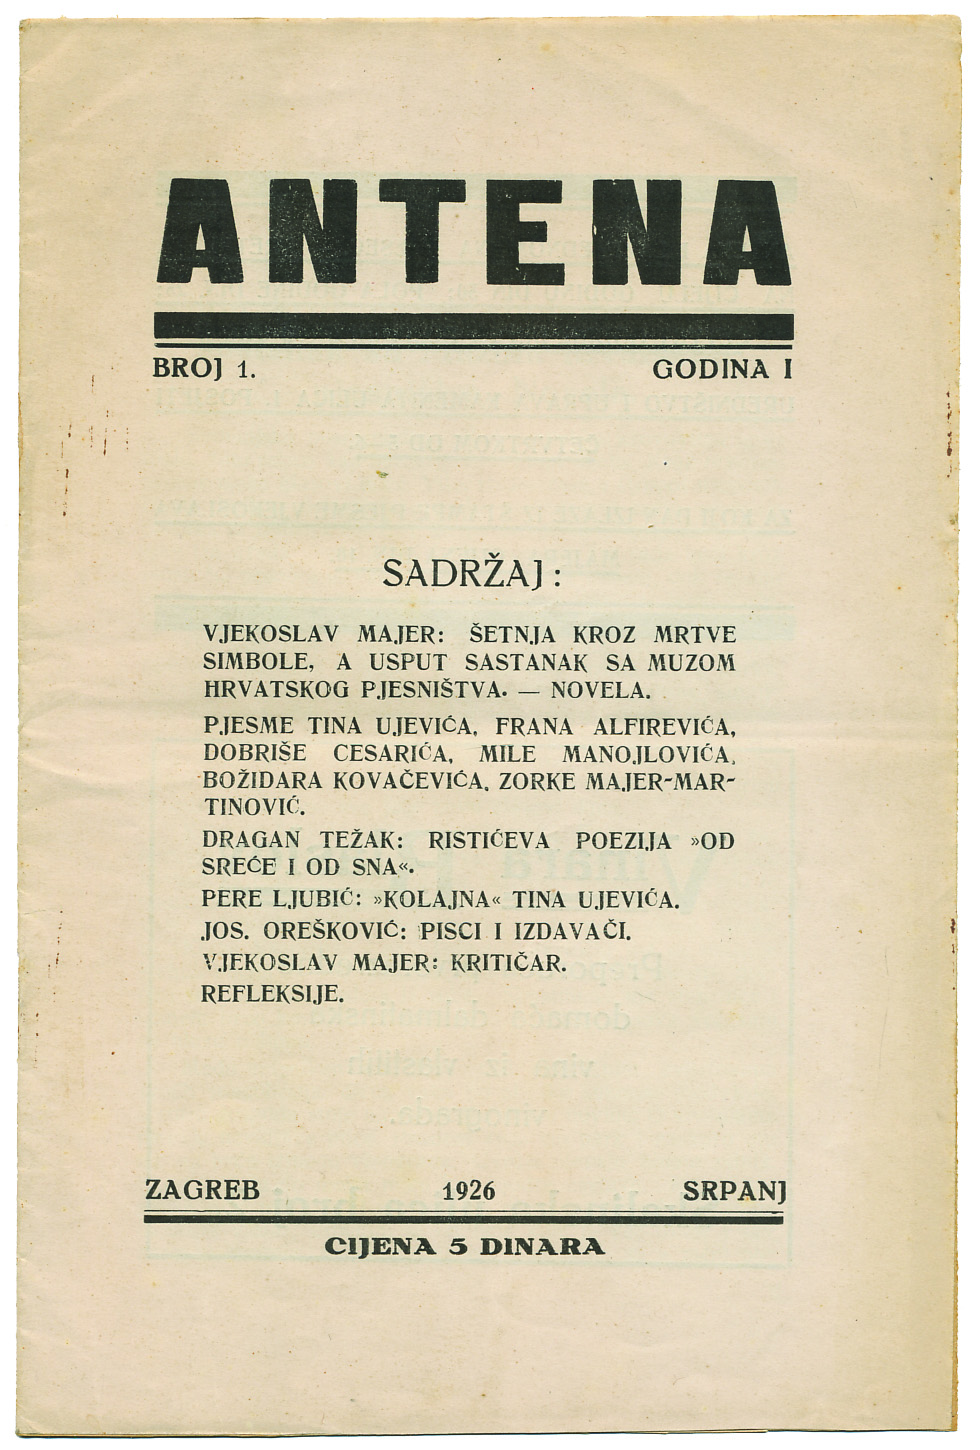 ANTENA
BROJ 1. GODINA I
SADRŽAJ:
VJEKOSLAV MAJER: ŠETNJA KROZ MRTVE
SIMBOLE, A USPUT SASTANAK SA MUZOM
HRVATSKOG PJESNIŠTVA. — NOVELA.
PJESME TINA UJEVIĆA, FRANA ALFIREVIĆA,
DOBRIŠE CESARIĆA, MILE MANOJLOVIĆA,
BOŽIDARA KOVAČEVIĆA, ZORKE MAJER-MAR-
TINOVIĆ.
DRAGAN TEŽAK: RISTIĆEVA POEZIJA »OD
SREĆE I OD SNA«.
PERE LJUBIĆ: »KOLAJNA« TINA UJEVIĆA.
JOS. OREŠKOVIĆ: PISCI I IZDAVAČI.
VJEKOSLAV MAJER: KRITIČAR.
REFLEKSIJE.
ZAGREB 1926 SRPANJ
CIJENA 5 DINARA